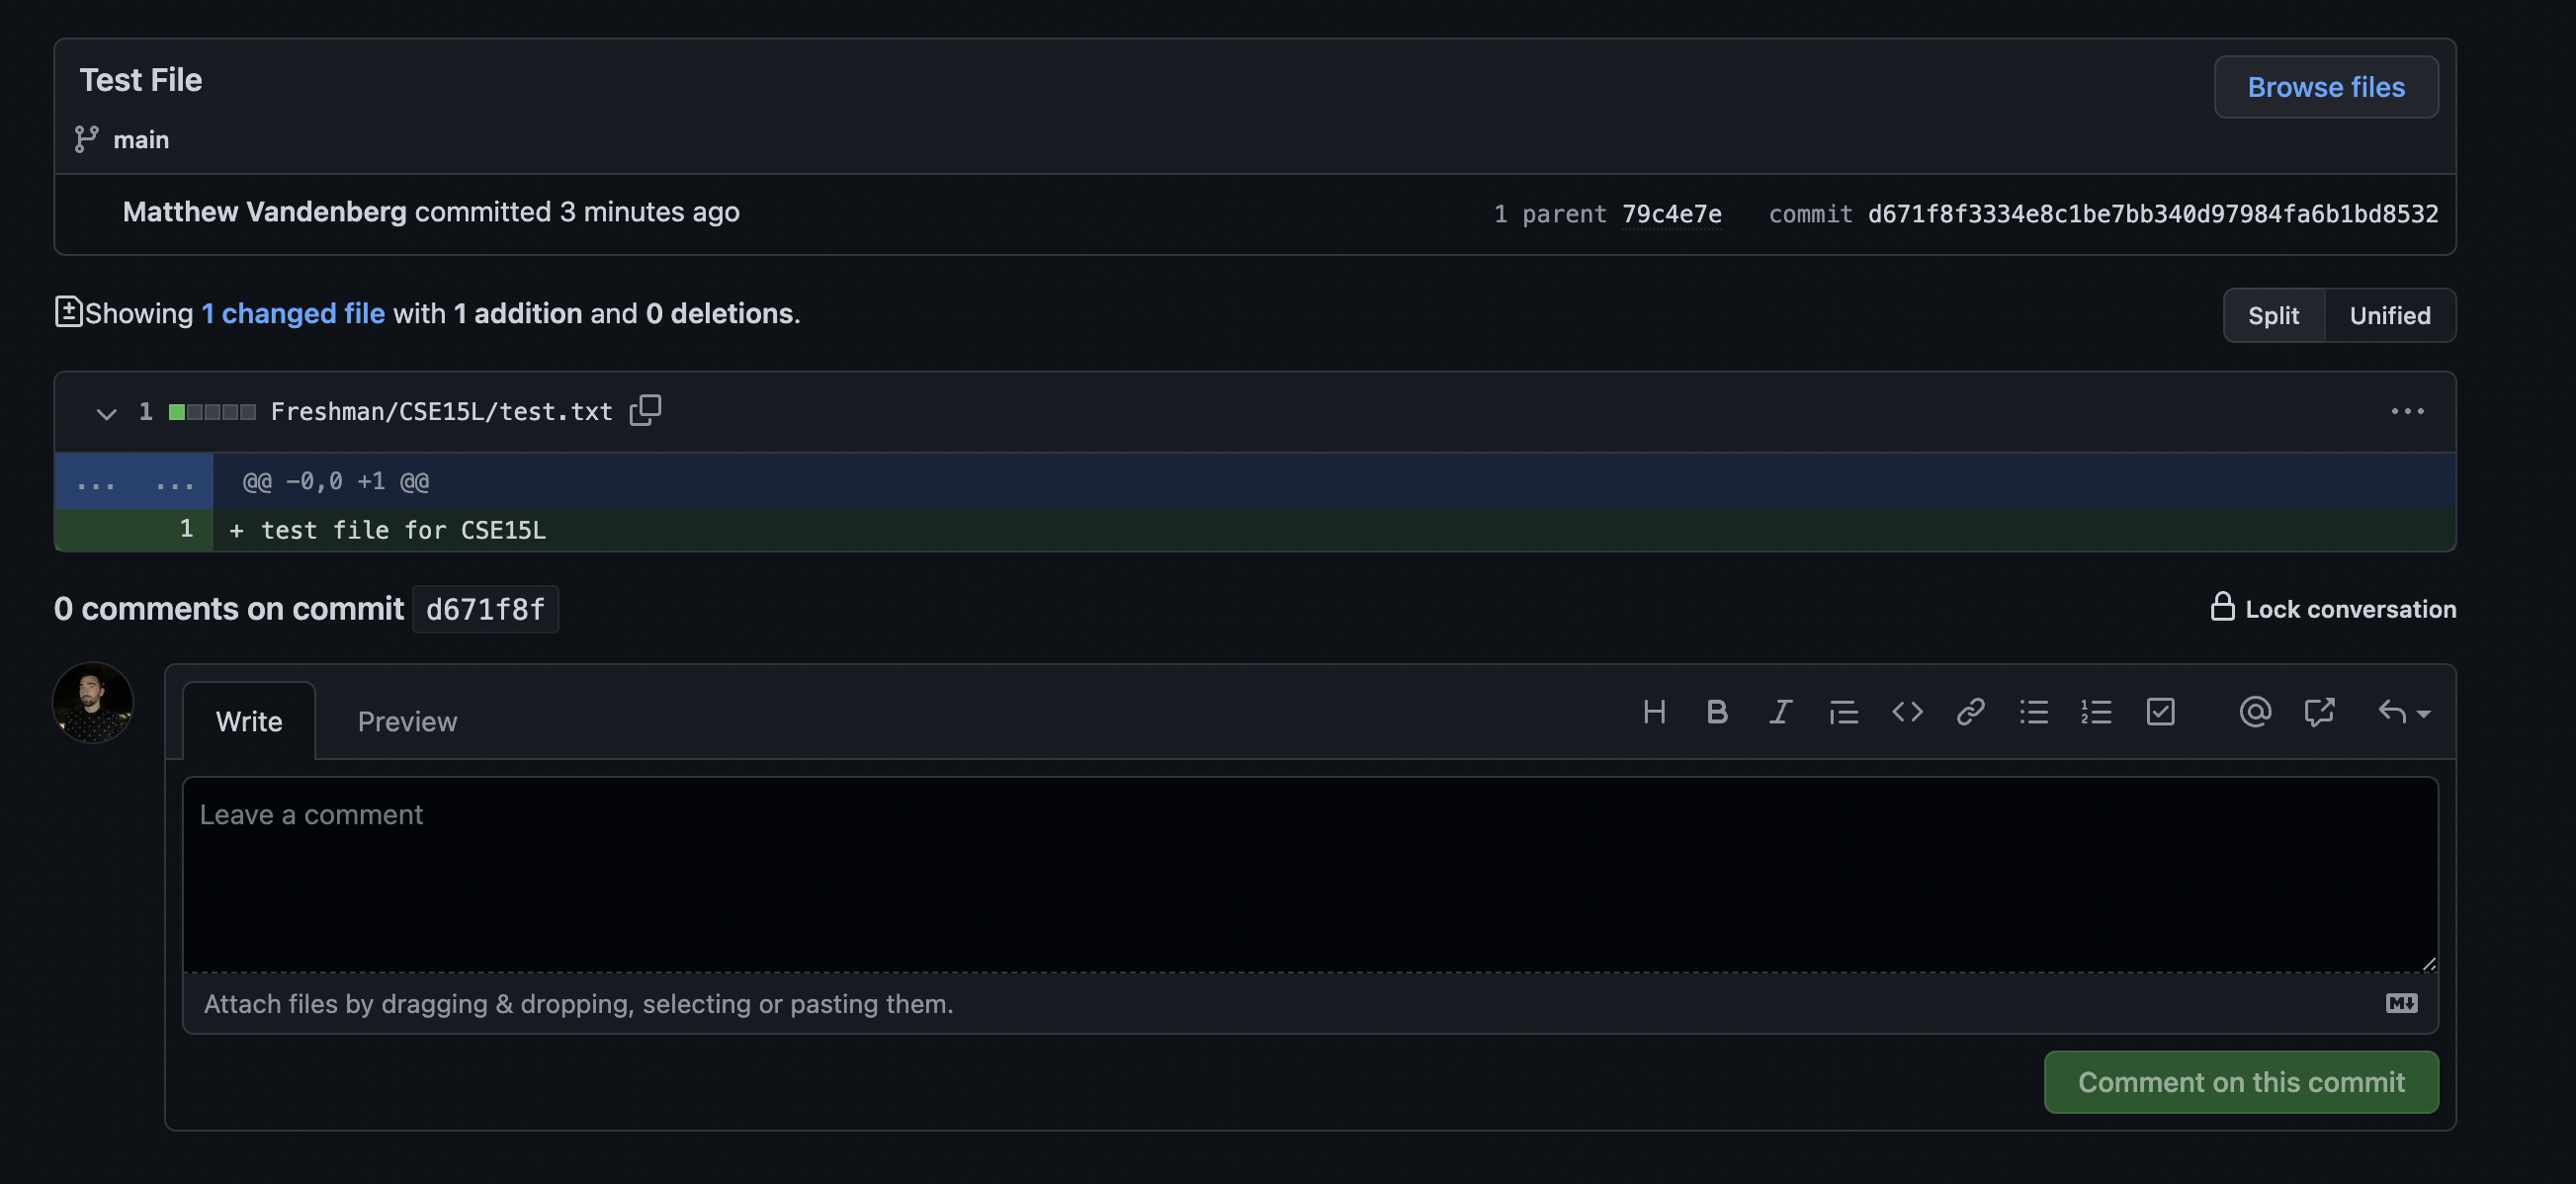 Test File
Browse files
main
Matthew Vandenberg committed 3 minutes ago
1 parent 79c4e7e commit d671f8f3334e8c1be7bb340d97984fa6b1bd8532
Showing 1 changed file with 1 addition and 0 deletions.
Split Unified
1 Freshman/CSE15L/test.txt
... ... @@ -0,0 +1 @@
1 + test file for CSE15L
0 comments on commit d671f8f
Lock conversation
Write Preview
Leave a comment
Attach files by dragging & dropping, selecting or pasting them.
Comment on this commit